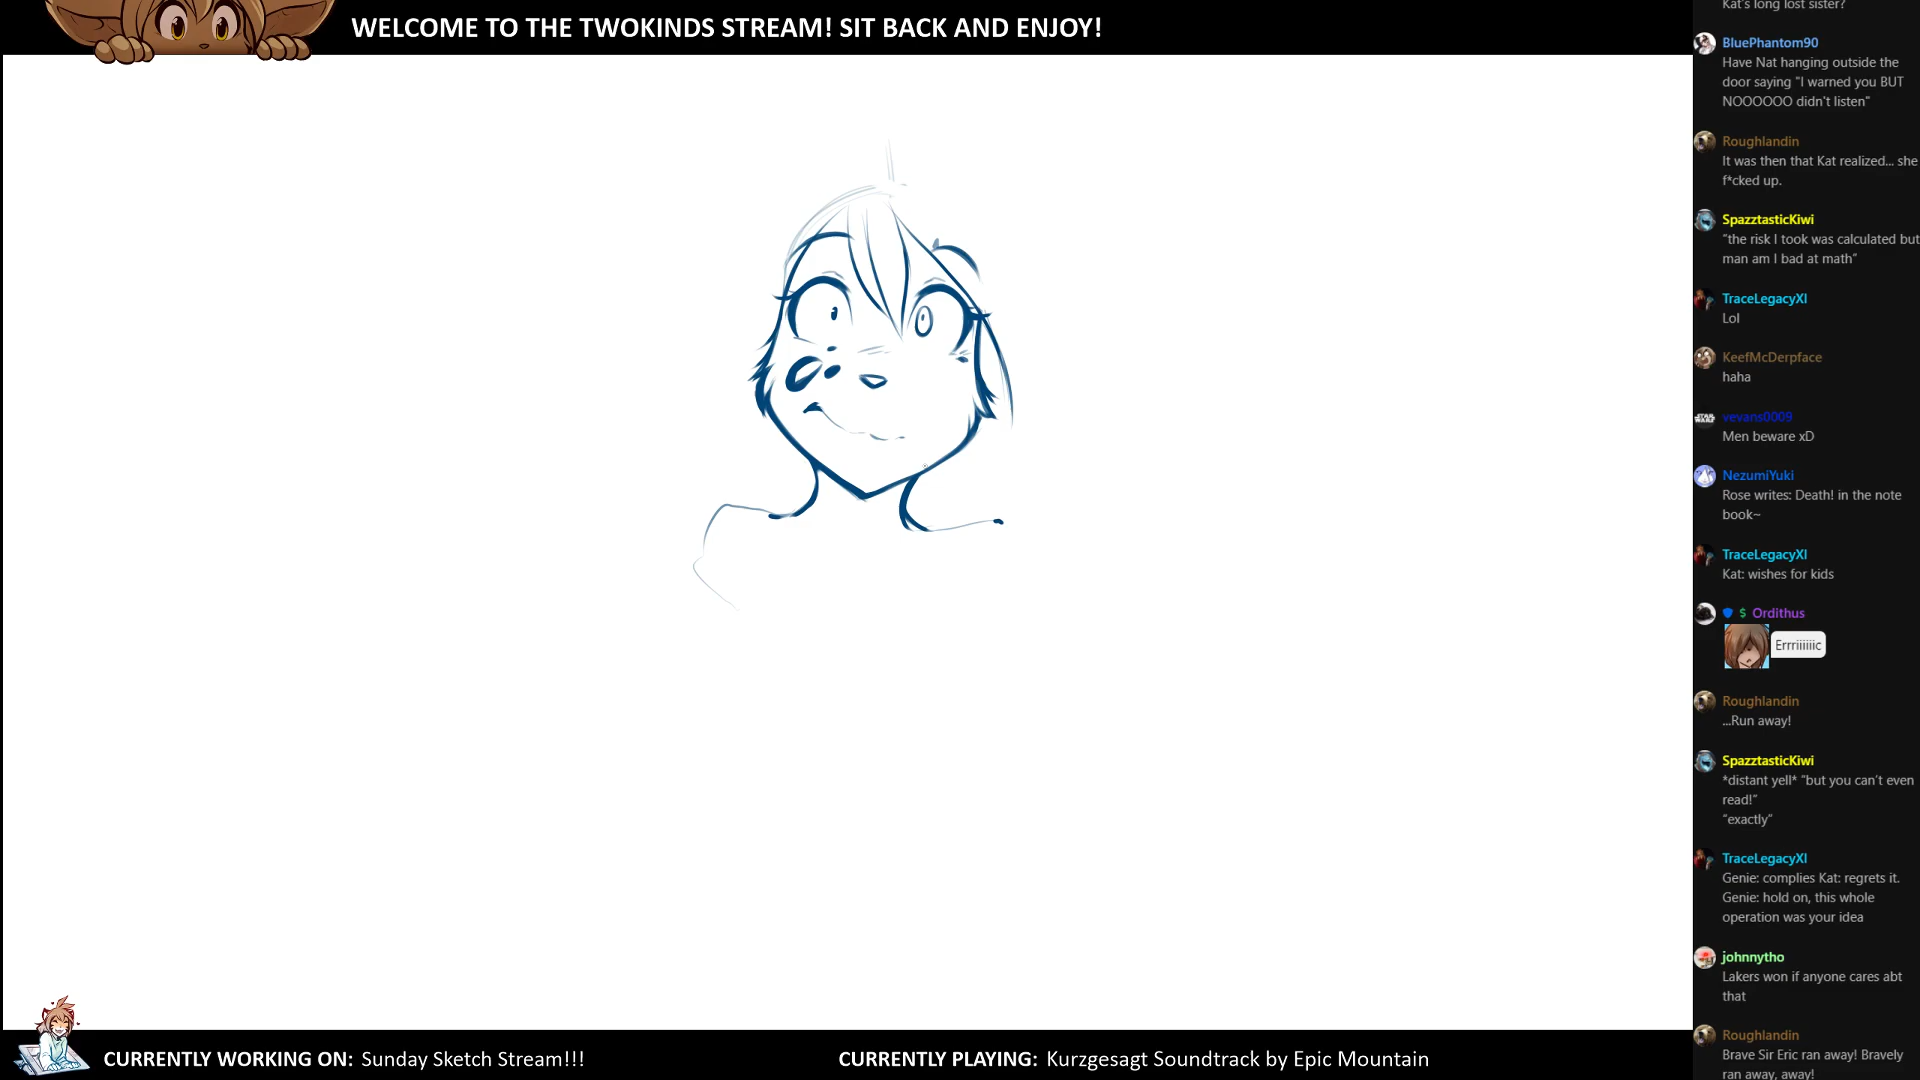 WELCOME TO THE TWOKINDS STREAM! SIT BACK AND ENJOY!
Kat's long lost sister?
BluePhantom90
Have Nat hanging outside the
door saying "I warned you BUT
NOOOOOO didn't listen"
Roughlandin
It was then that Kat realized... she
f*cked up.
SpazztasticKiwi
“the risk I took was calculated but
man am I bad at math”
TraceLegacyXI
Lol
KeefMcDerpface
haha
vevans0009
Men beware xD
NezumiYuki
Rose writes: Death! in the note
book~
TraceLegacyXI
Kat: wishes for kids
$ Ordithus
Errriiiiiic
Roughlandin
...Run away!
SpazztasticKiwi
*distant yell* “but you can’t even
read!”
“exactly”
TraceLegacyXI
Genie: complies Kat: regrets it.
Genie: hold on, this whole
operation was your idea
johnnytho
Lakers won if anyone cares abt
that
Roughlandin
Brave Sir Eric ran away! Bravely
ran away, away!
CURRENTLY WORKING ON: Sunday Sketch Stream!!!
CURRENTLY PLAYING: Kurzgesagt Soundtrack by Epic Mountain